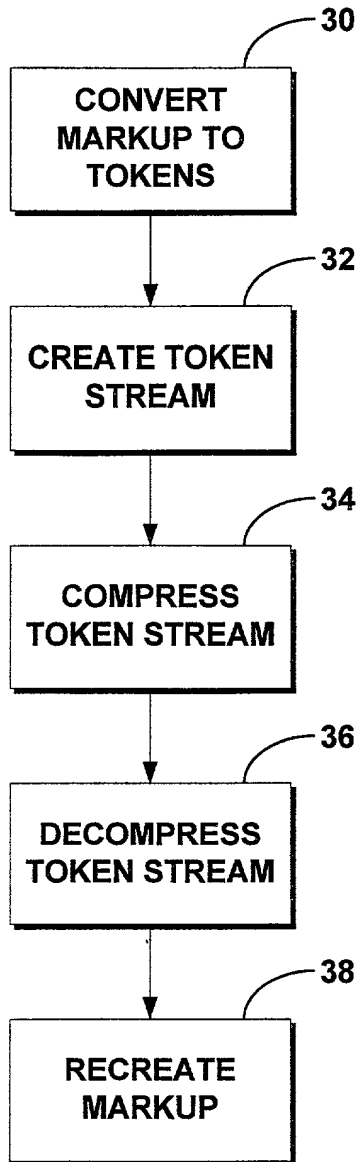 30
CONVERT
MARKUP TO
TOKENS
32
CREATE TOKEN
STREAM
34
COMPRESS
TOKEN STREAM
36
DECOMPRESS
TOKEN STREAM
38
RECREATE
MARKUP